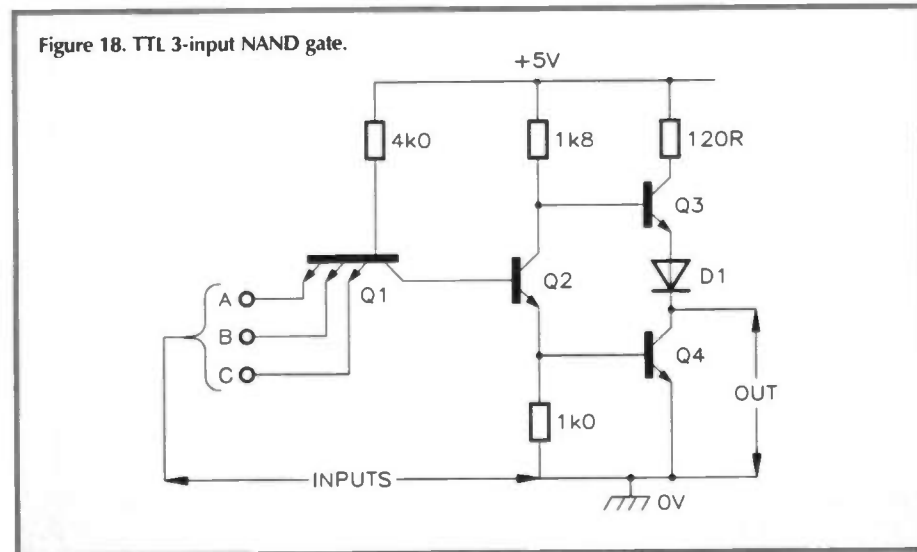 Figure 18. TTL 3-input NAND gate.
+5V
4k0
1k8
120R
Q3
D1
Q1
Q2
A
B
C
Q4
OUT
1k0
INPUTS
0V